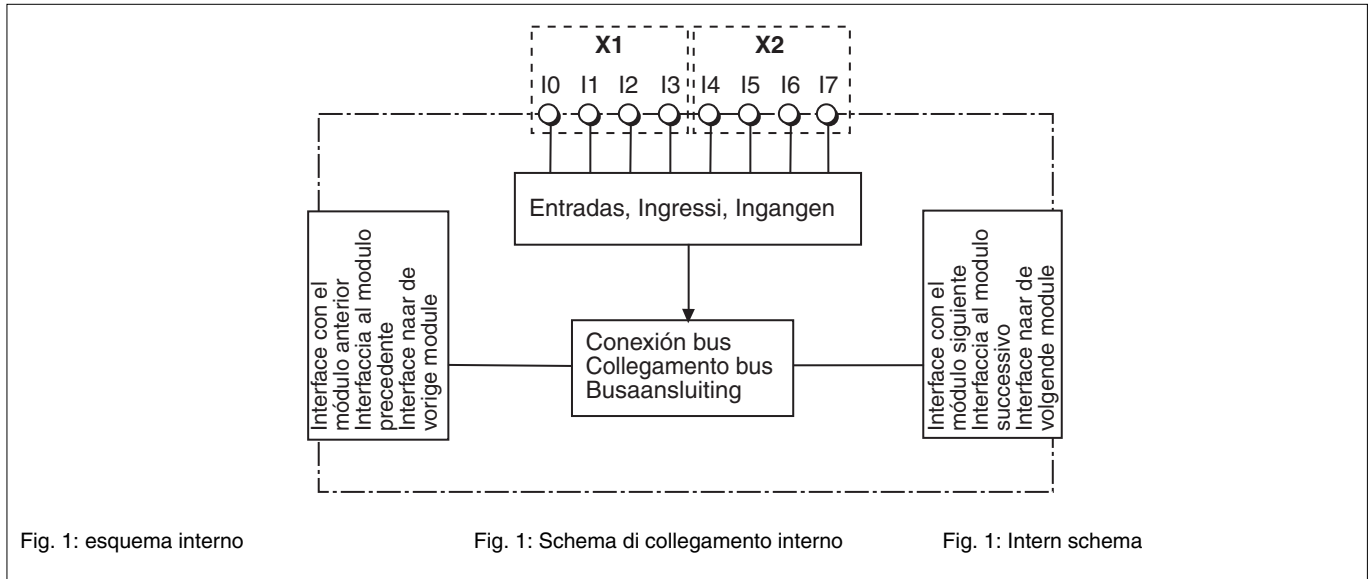 X1 X2
I0 I1 I2 I3 I4 I5 I6 I7
Entradas, Ingressi, Ingangen
Interface con el
módulo anterior
Interfaccia al modulo
precedente
Interface naar de
vorige module
Conexión bus
Collegamento bus
Busaansluiting
Interface con el
módulo siguiente
Interfaccia al modulo
successivo
Interface naar de
volgende module
Fig. 1: esquema interno Fig. 1: Schema di collegamento interno Fig. 1: Intern schema